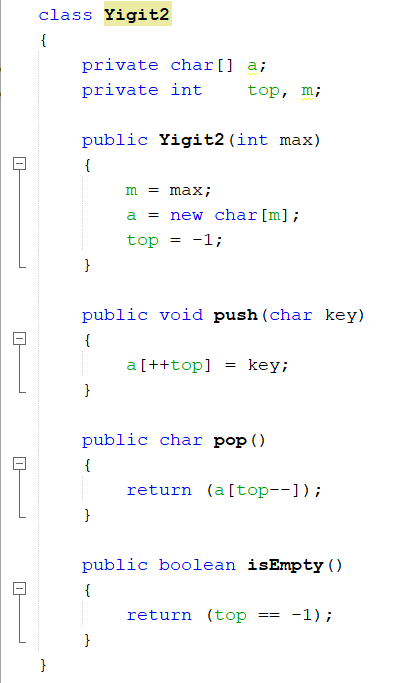 class Yigit2
{
private char[] a;
private int top, m;
public Yigit2(int max)
{
m = max;
a = new char[m];
top = -1;
}
public void push(char key)
{
a[++top] = key;
}
public char pop()
{
return (a[top--]);
}
public boolean isEmpty()
{
return (top == -1);
}
}